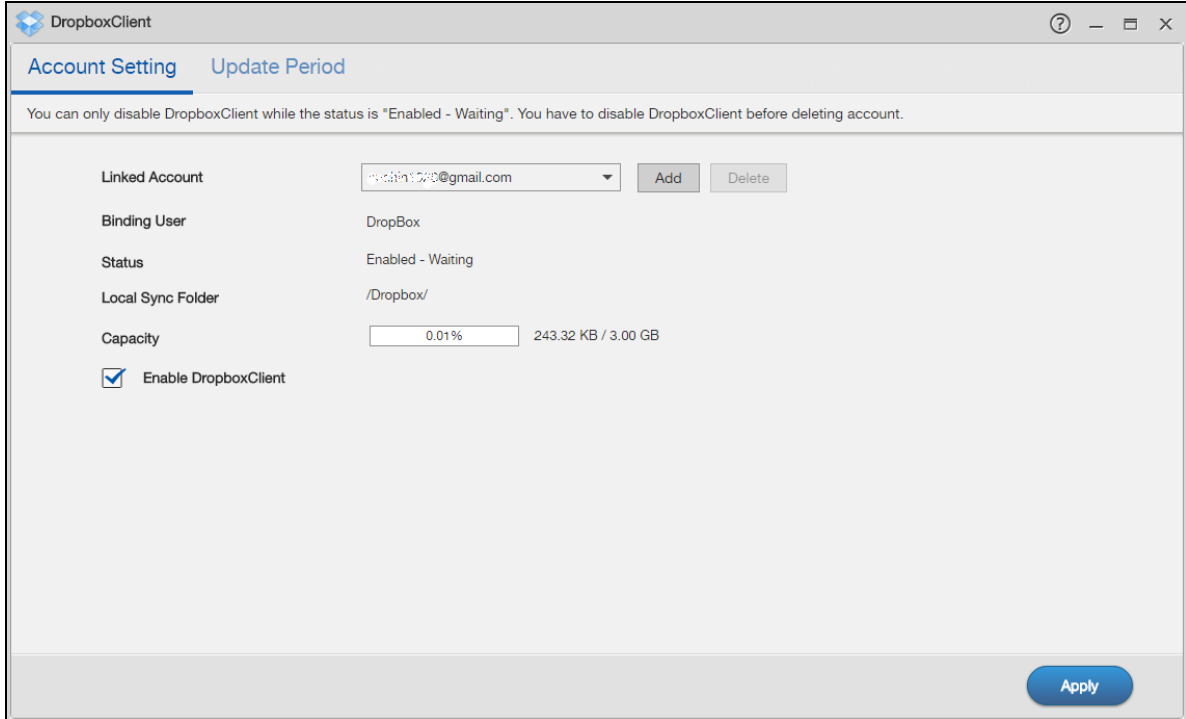 DropboxClient
Account Setting Update Period
You can only disable DropboxClient while the status is "Enabled - Waiting". You have to disable DropboxClient before deleting account.
Linked Account @gmail.com Add Delete
Binding User DropBox
Status Enabled - Waiting
Local Sync Folder /Dropbox/
Capacity 0.01% 243.32 KB / 3.00 GB
Enable DropboxClient
Apply